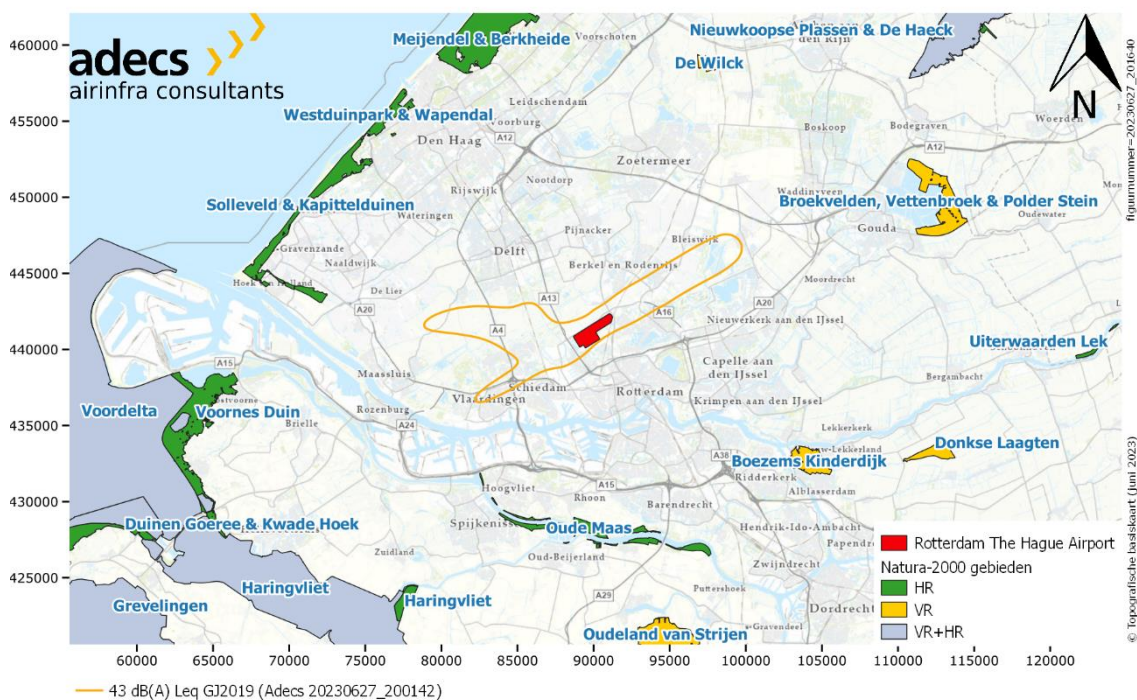 460000
455000
450000
445000
440000
435000
430000
425000
adecs
airinfra consultants
Meijendel & Berkheide
Voorschoten
Nieuwkoopse Plassen & De Haeck
den Rijn
De Wilck
N
figuurnummer=20230627_201640
Westduinpark & Wapendal
Leidschendam
Voorburg
Den Haag
A12
Boskoop
Bodegraven
Woerden
Zoetermeer
A12
Rijswijk
Nootdorp
Waddinxveen
Broekvelden, Vettenbroek & Polder Stein
Solleveld & Kapittelduinen
Wateringen
Gouda
Oudewater
Pijnacker
Bleiswijk
Delft
Gravenzande
Naaldwijk
Berkel en Rodenrijs
Moordrecht
Hoek van Holland
De Lier
A13
A20
A20
A16
Nieuwerkerk aan den IJssel
A4
Uiterwaarden Lek
Capelle aan
den IJssel
A15
Maassluis
Schiedam
Rotterdam
Bergambacht
Vlaardingen
Krimpen aan den IJssel
Voordelta
Voornes Duin
Rozenburg
Brielle
A24
Lekkerkerk
Donkse Laagten
Boezems Kinderdijk
A38
Ridderkerk
Alblasserdam
Hoogvliet
A15
Rhoon
Barendrecht
Duinen Goeree & Kwade Hoek
Spijkenisse
Oude Maas
Hendrik-Ido-Ambacht
Zuidland
Oud-Beijerland
Papendrecht
Zwijndrecht
Haringvliet
Haringvliet
Grevelingen
A29
Puttershoek
's-Gravendeel
Dordrecht
Oudeland van Strijen
Rotterdam The Hague Airport
Natura-2000 gebieden
HR
VR
VR+HR
© Topografische basiskaart (juni 2023)
60000 65000 70000 75000 80000 85000 90000 95000 100000 105000 110000 115000 120000
43 dB(A) Leq GJ2019 (Adecs 20230627_200142)